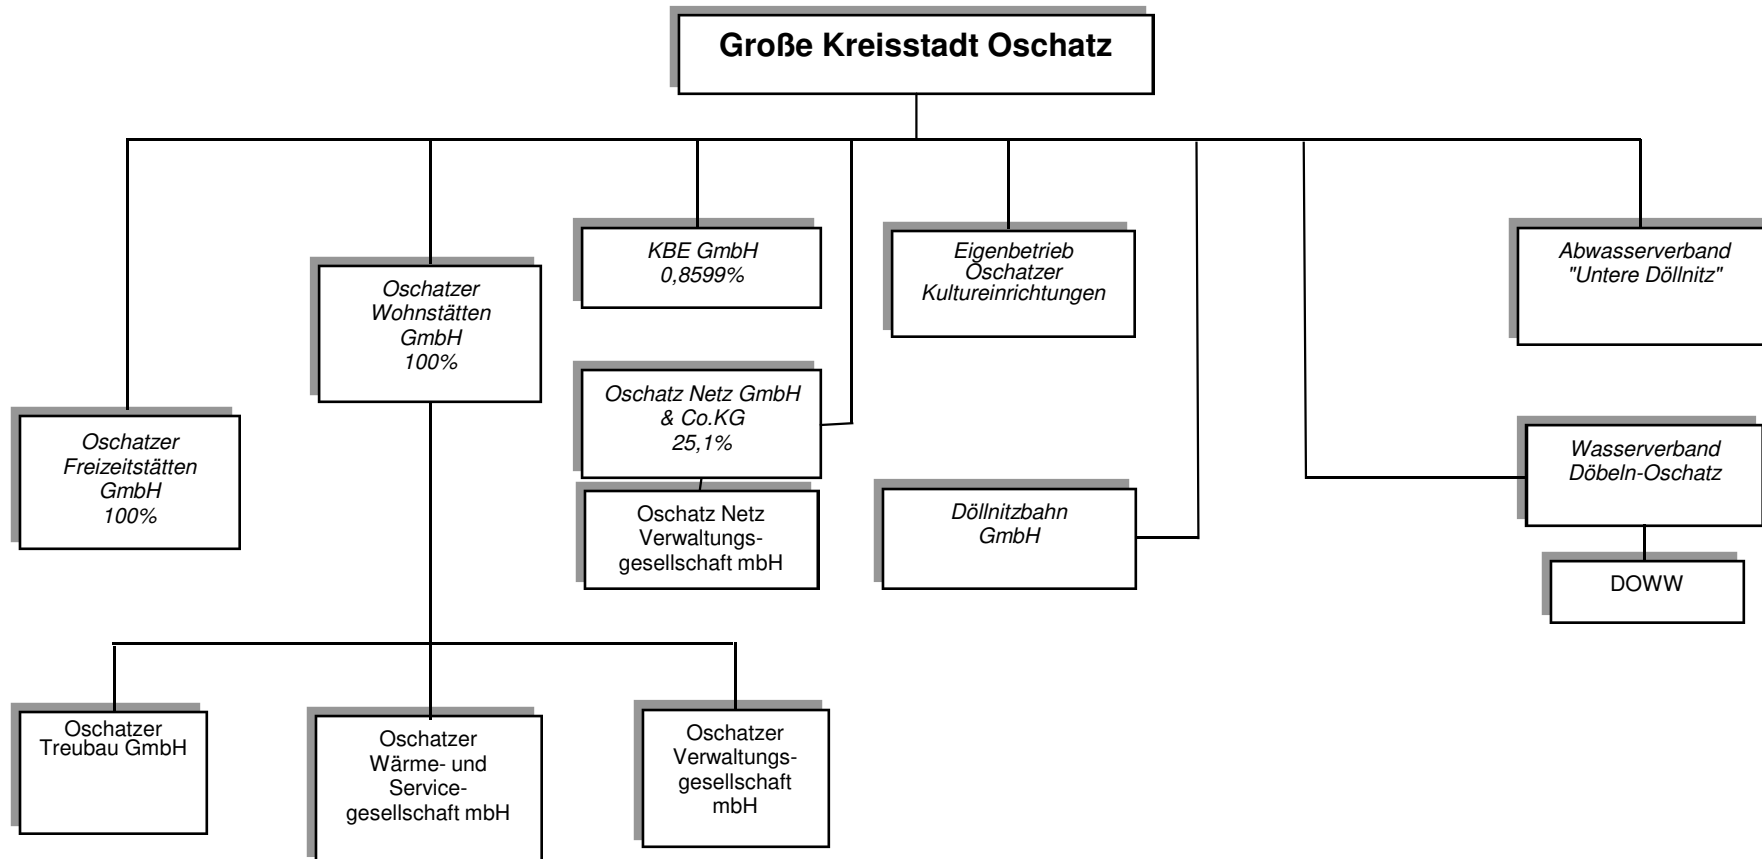 Große Kreisstadt Oschatz
KBE GmbH
0,8599%
Eigenbetrieb
Oschatzer
Kultureinrichtungen
Abwasserverband
"Untere Döllnitz"
Oschatzer
Wohnstätten
GmbH
100%
Oschatz Netz GmbH
& Co.KG
25,1%
Oschatzer
Freizeitstätten
GmbH
100%
Wasserverband
Döbeln-Oschatz
Oschatz Netz
Verwaltungs-
gesellschaft mbH
Döllnitzbahn
GmbH
DOWW
Oschatzer
Treubau GmbH
Oschatzer
Wärme- und
Service-
gesellschaft mbH
Oschatzer
Verwaltungs-
gesellschaft
mbH